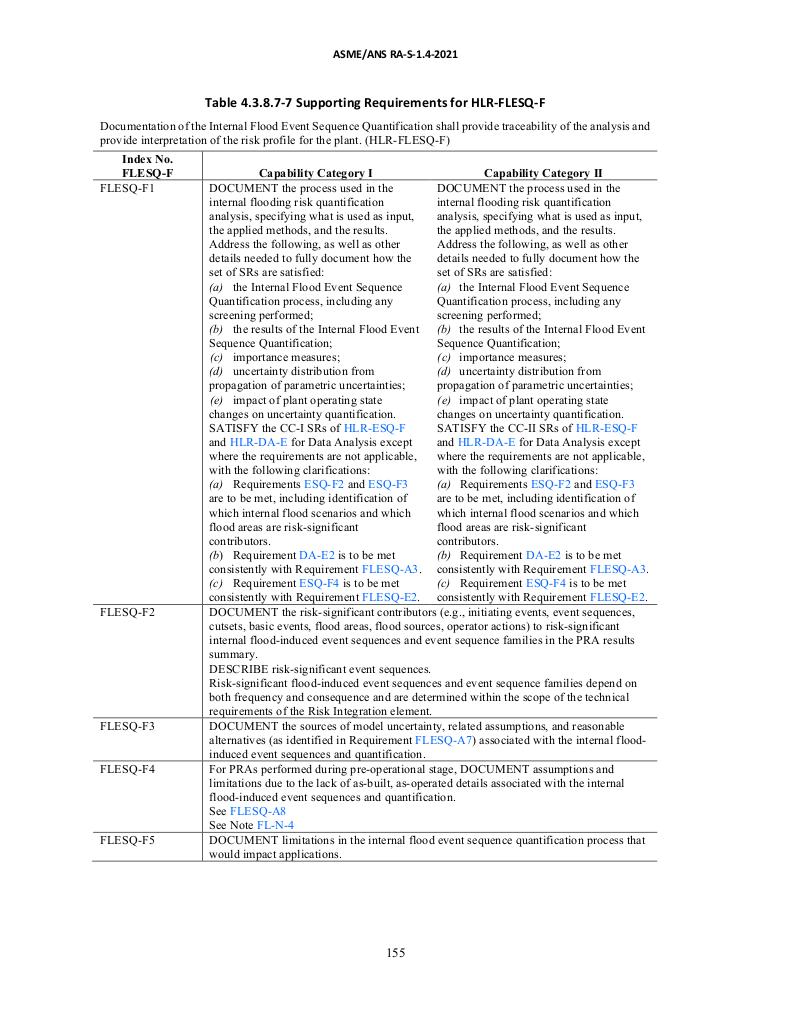 ASME/ANS RA-S-1.4-2021
Table 4.3.8.7-7 Supporting Requirements for HLR-FLESQ-F
Documentation of the Internal Flood Event Sequence Quantification shall provide traceability of the analysis and
provide interpretation of the risk profile for the plant. (HLR-FLESQ-F)
Index No.
FLESQ-F
Capability Category I
Capability Category II
FLESQ-F1
DOCUMENT the process used in the
internal flooding risk quantification
analysis, specifying what is used as input,
the applied methods, and the results.
Address the following, as well as other
details needed to fully document how the
set of SRs are satisfied:
(a) the Internal Flood Event Sequence
Quantification process, including any
screening performed;
(b) the results of the Internal Flood Event
Sequence Quantification;
(c) importance measures;
(d) uncertainty distribution from
propagation of parametric uncertainties;
(e) impact of plant operating state
changes on uncertainty quantification.
SATISFY the CC-I SRs of HLR-ESQ-F
and HLR-DA-E for Data Analysis except
where the requirements are not applicable,
with the following clarifications:
(a) Requirements ESQ-F2 and ESQ-F3
are to be met, including identification of
which internal flood scenarios and which
flood areas are risk-significant
contributors.
(b) Requirement DA-E2 is to be met
consistently with Requirement FLESQ-A3.
(c) Requirement ESQ-F4 is to be met
consistently with Requirement FLESQ-E2.
DOCUMENT the process used in the
internal flooding risk quantification
analysis, specifying what is used as input,
the applied methods, and the results.
Address the following, as well as other
details needed to fully document how the
set of SRs are satisfied:
(a) the Internal Flood Event Sequence
Quantification process, including any
screening performed;
(b) the results of the Internal Flood Event
Sequence Quantification;
(c) importance measures;
(d) uncertainty distribution from
propagation of parametric uncertainties;
(e) impact of plant operating state
changes on uncertainty quantification.
SATISFY the CC-II SRs of HLR-ESQ-F
and HLR-DA-E for Data Analysis except
where the requirements are not applicable,
with the following clarifications:
(a) Requirements ESQ-F2 and ESQ-F3
are to be met, including identification of
which internal flood scenarios and which
flood areas are risk-significant
contributors.
(b) Requirement DA-E2 is to be met
consistently with Requirement FLESQ-A3.
(c) Requirement ESQ-F4 is to be met
consistently with Requirement FLESQ-E2.
FLESQ-F2
DOCUMENT the risk-significant contributors (e.g., initiating events, event sequences,
cutsets, basic events, flood areas, flood sources, operator actions) to risk-significant
internal flood-induced event sequences and event sequence families in the PRA results
summary.
DESCRIBE risk-significant event sequences.
Risk-significant flood-induced event sequences and event sequence families depend on
both frequency and consequence and are determined within the scope of the technical
requirements of the Risk Integration element.
FLESQ-F3
DOCUMENT the sources of model uncertainty, related assumptions, and reasonable
alternatives (as identified in Requirement FLESQ-A7) associated with the internal flood-
induced event sequences and quantification.
FLESQ-F4
For PRAs performed during pre-operational stage, DOCUMENT assumptions and
limitations due to the lack of as-built, as-operated details associated with the internal
flood-induced event sequences and quantification.
See FLESQ-A8
See Note FL-N-4
FLESQ-F5
DOCUMENT limitations in the internal flood event sequence quantification process that
would impact applications.
155